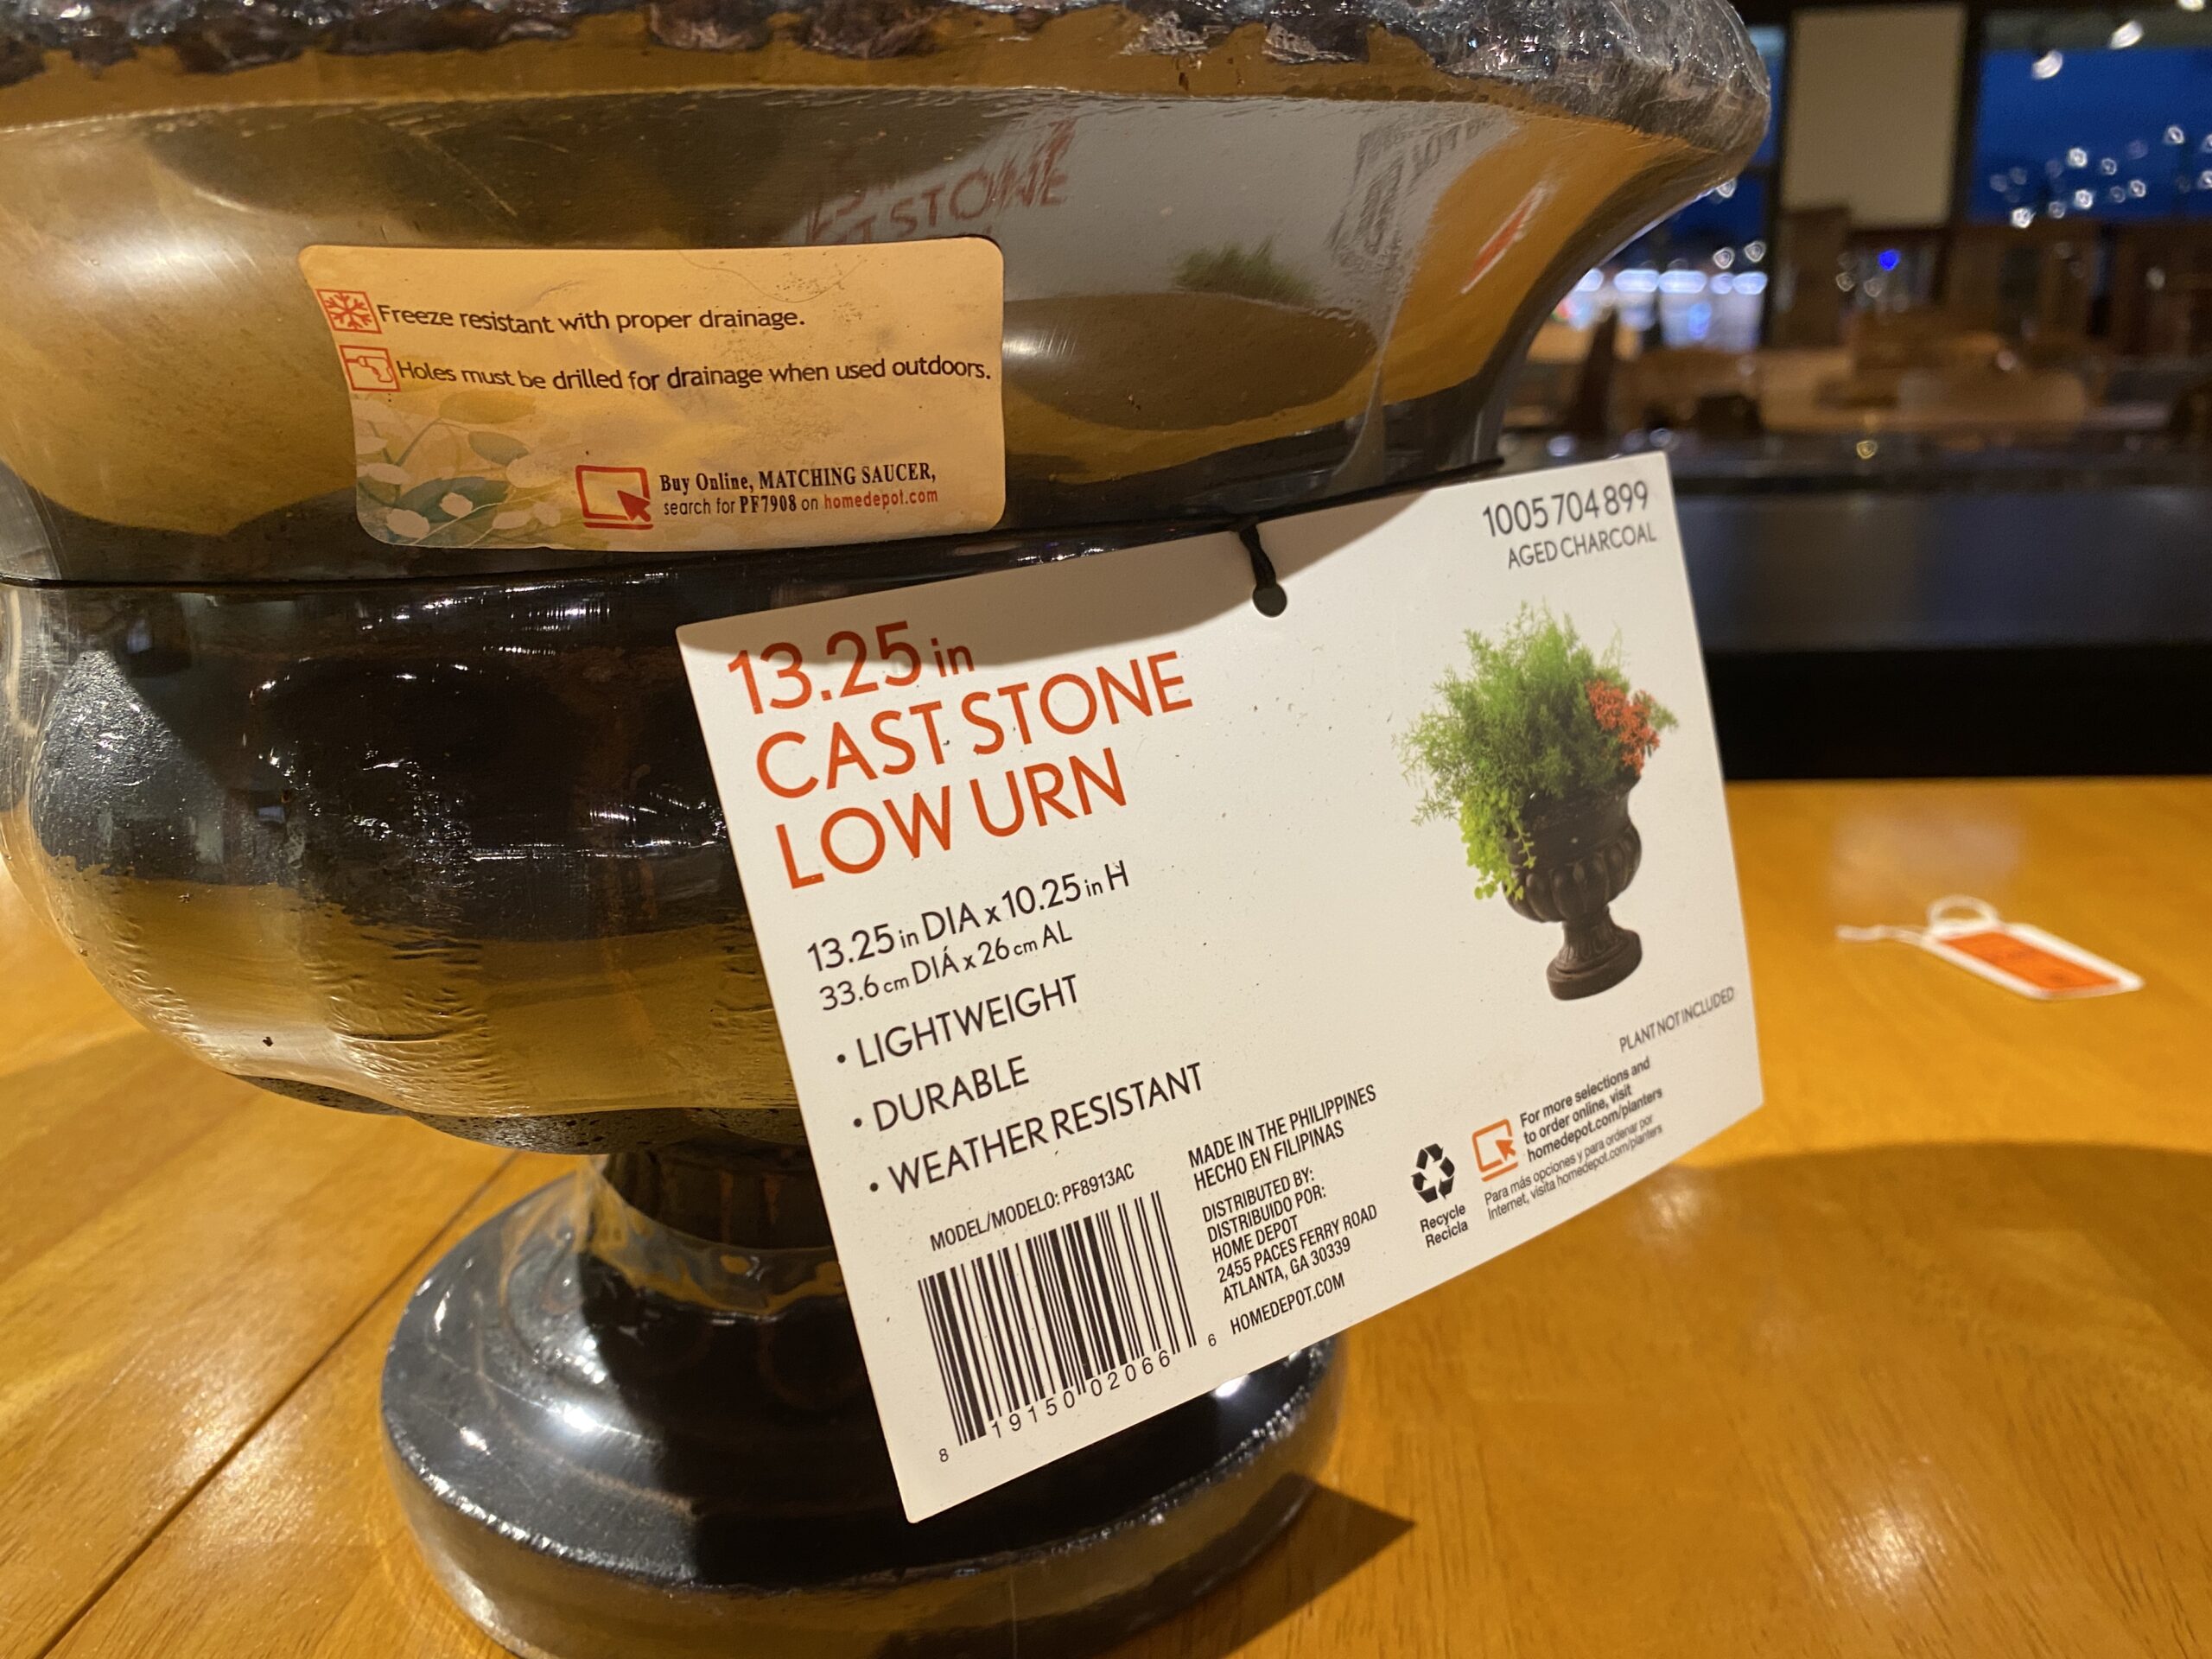 Freeze resistant with proper drainage.
Holes must be drilled for drainage when used outdoors.
Buy Online, MATCHING SAUCER,
search for PF7908 on homedepot.com
1005 704 899
AGED CHARCOAL
13.25 in
CAST STONE
LOW URN
13.25 in DIA x 10.25 in H
33.6 cm DIÁ x 26 cm AL
• LIGHTWEIGHT
• DURABLE
• WEATHER RESISTANT
PLANT NOT INCLUDED
MODEL/MODELO: PF8913AC
8 19150 02066 6
MADE IN THE PHILIPPINES
HECHO EN FILIPINAS
DISTRIBUTED BY:
DISTRIBUIDO POR:
HOME DEPOT
2455 PACES FERRY ROAD
ATLANTA, GA 30339
HOMEDEPOT.COM
Recycle
Recicla
For more selections and
to order online, visit
homedepot.com/planters
Para más opciones y para ordenar por
Internet, visita homedepot.com/planters